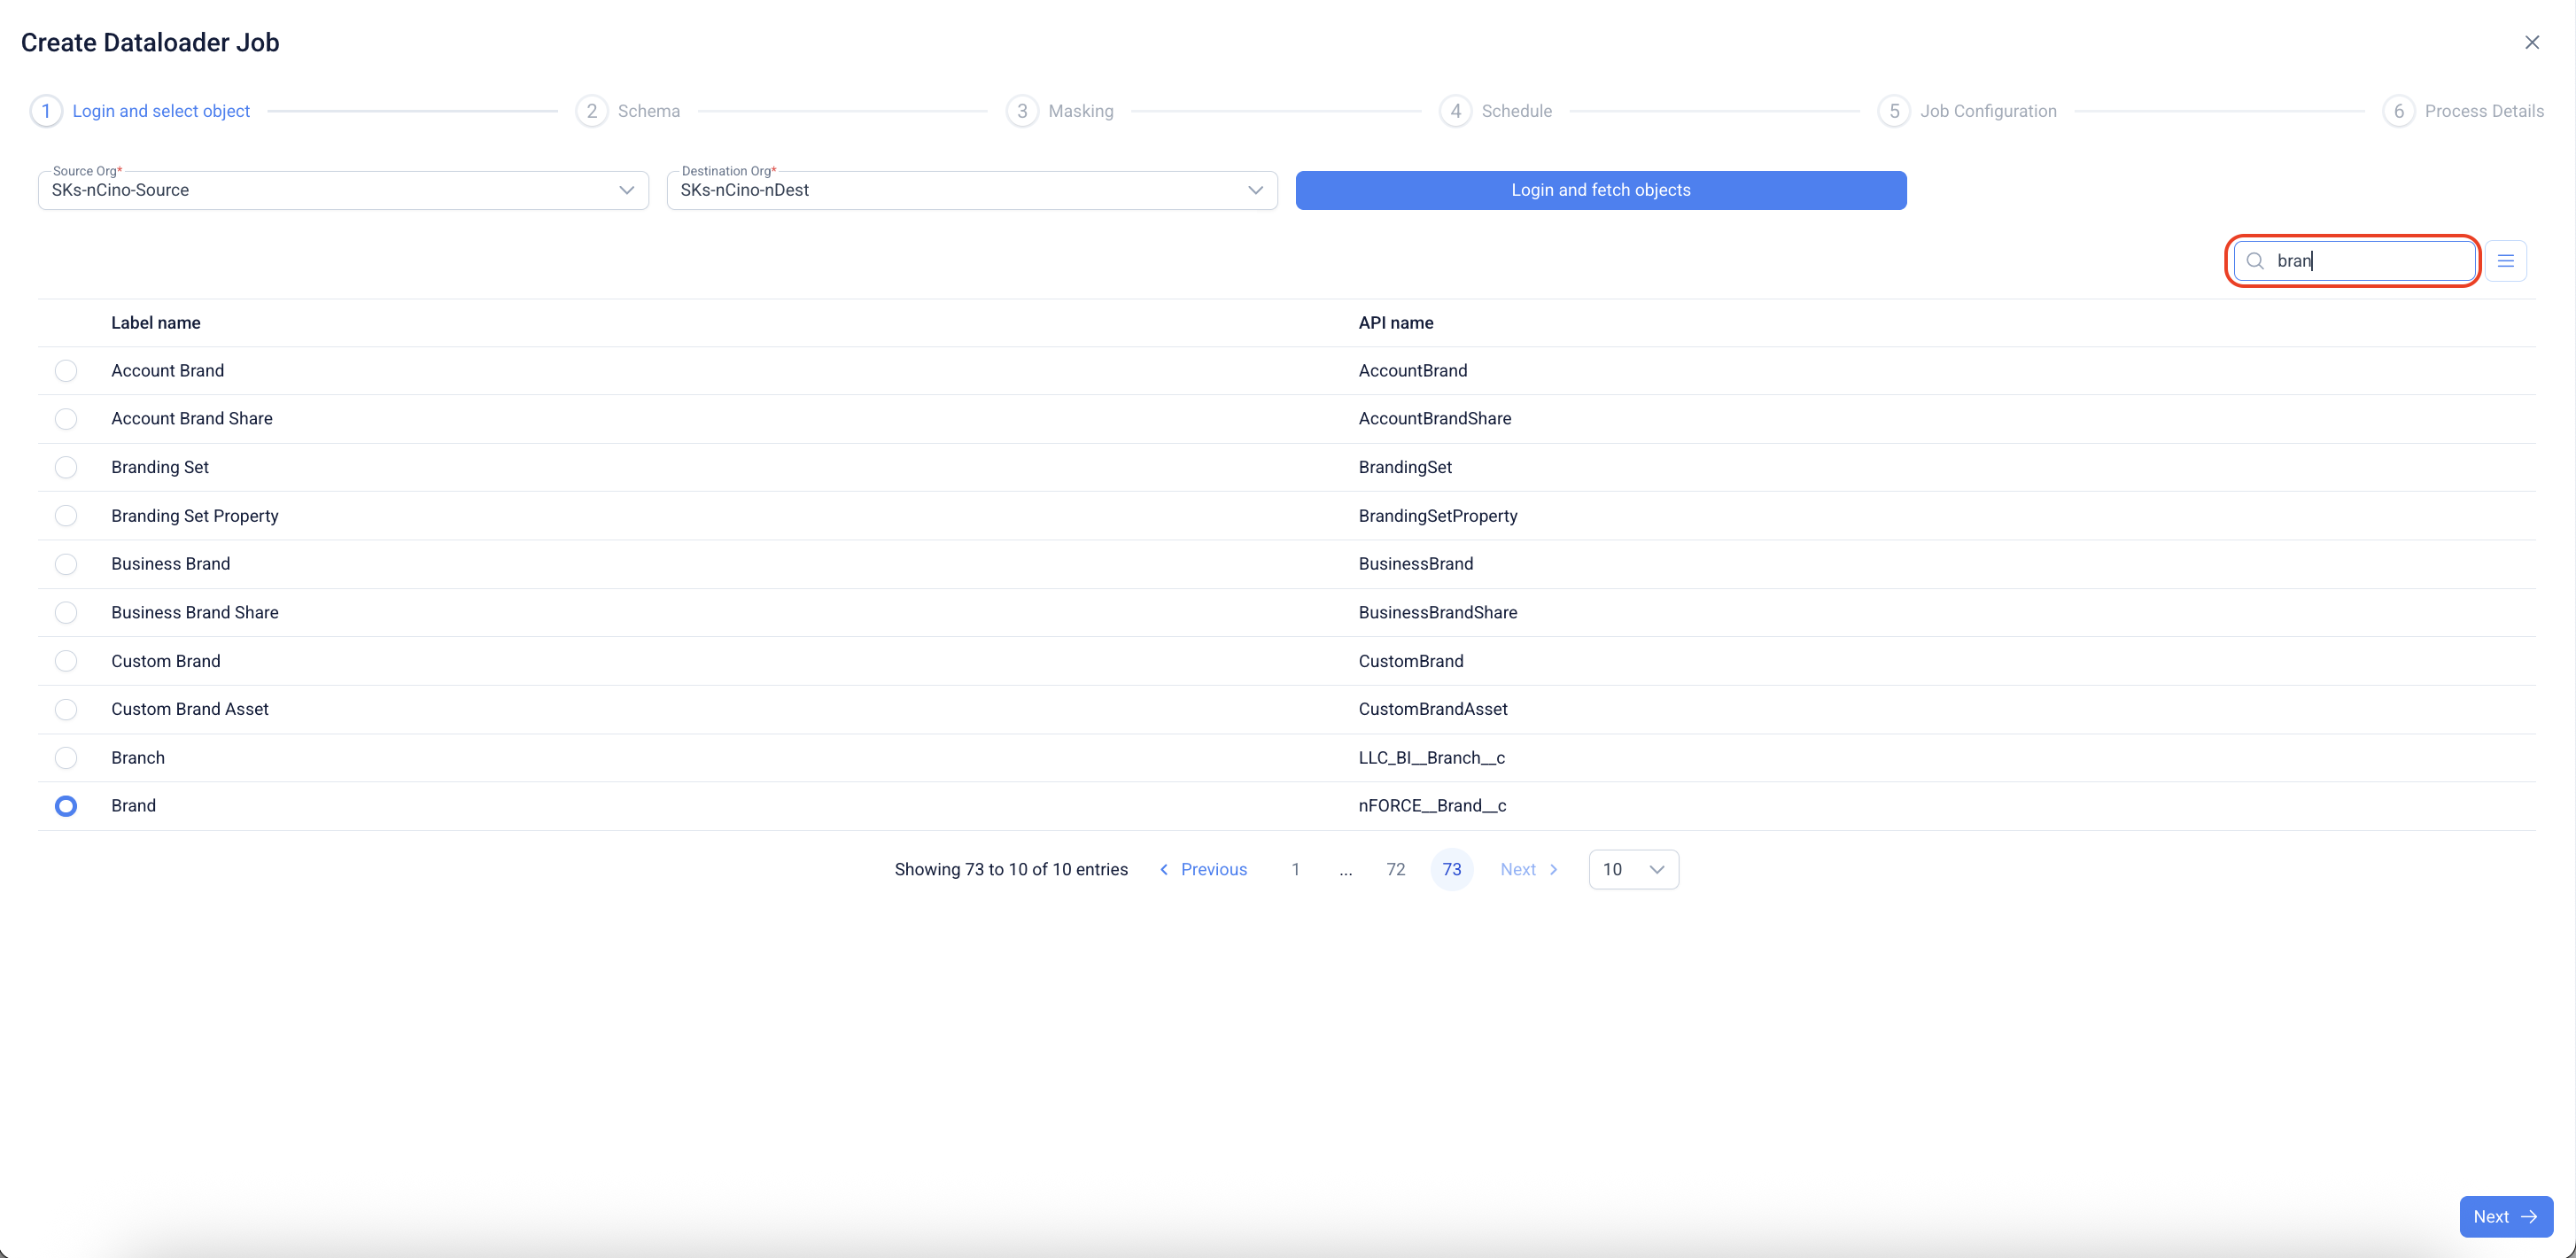 Create Dataloader Job
1 Login and select object 2 Schema 3 Masking 4 Schedule 5 Job Configuration 6 Process Details
Source Org* Destination Org*
SKs-nCino-Source SKs-nCino-nDest Login and fetch objects
bran
Label name API name
Account Brand AccountBrand
Account Brand Share AccountBrandShare
Branding Set BrandingSet
Branding Set Property BrandingSetProperty
Business Brand BusinessBrand
Business Brand Share BusinessBrandShare
Custom Brand CustomBrand
Custom Brand Asset CustomBrandAsset
Branch LLC_BI__Branch__c
Brand nFORCE__Brand__c
Showing 73 to 10 of 10 entries Previous 1 ... 72 73 Next 10
Next